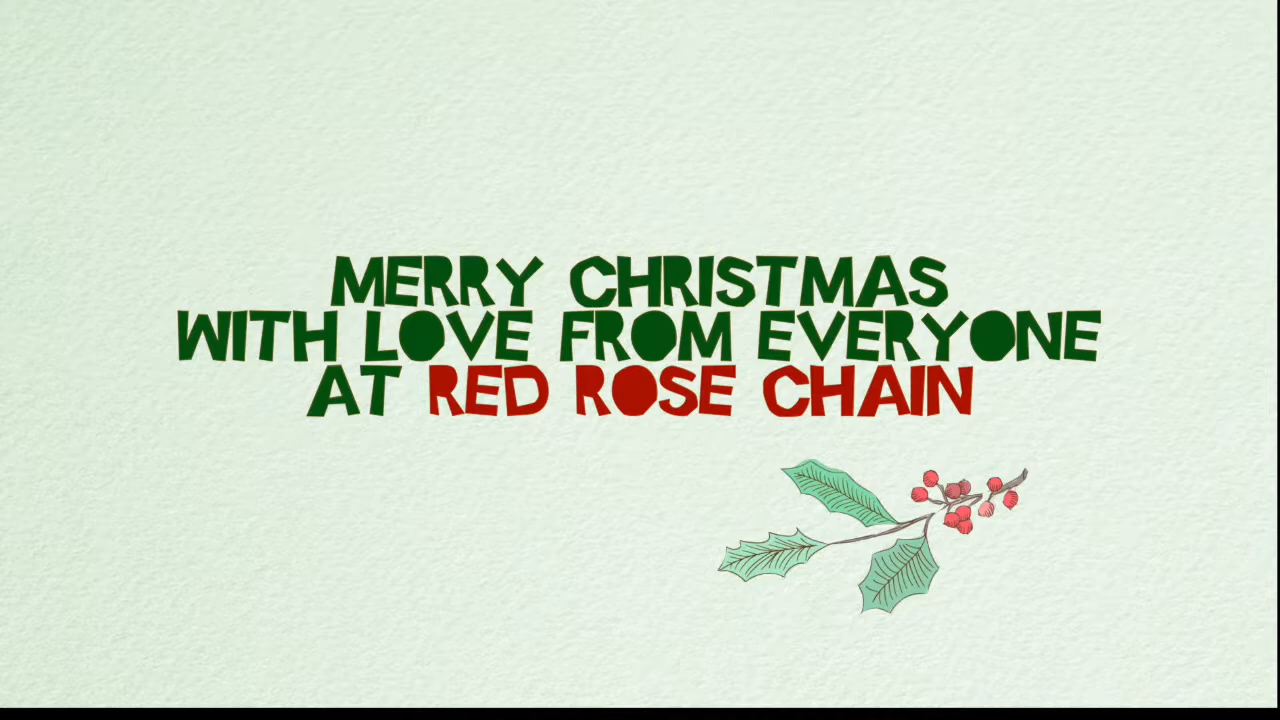 MERRY CHRISTMAS
WITH LOVE FROM EVERYONE
AT RED ROSE CHAIN